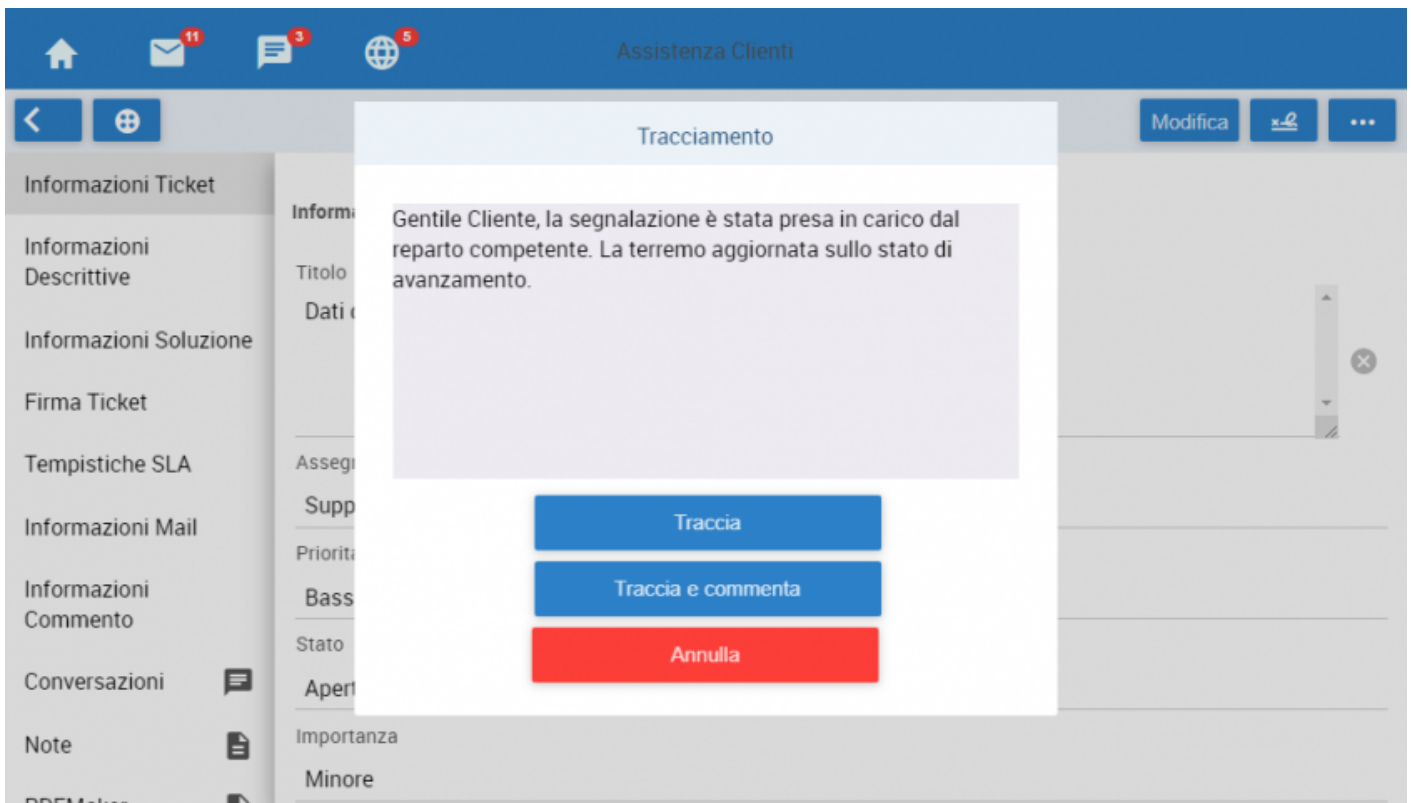 11
3
5
Assistenza Clienti
Modifica
Tracciamento
Informazioni Ticket
Informazioni
Descrittive
Informazioni Soluzione
Firma Ticket
Tempistiche SLA
Informazioni Mail
Informazioni
Commento
Conversazioni
Note
Titolo
Dati
Gentile Cliente, la segnalazione è stata presa in carico dal
reparto competente. La terremo aggiornata sullo stato di
avanzamento.
Traccia
Traccia e commenta
Annulla
Stato
Importanza
Minore